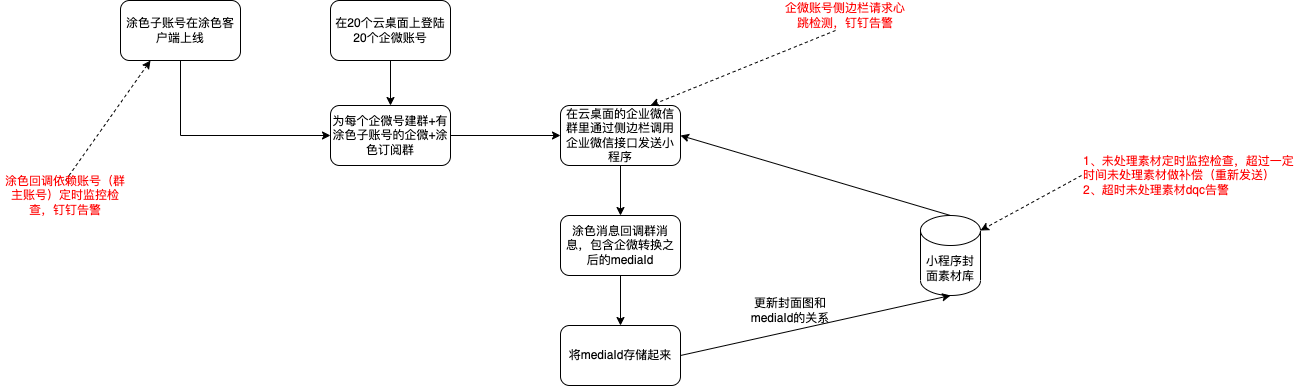 涂色子账号在涂色客
户端上线
在20个云桌面上登陆
20个企微账号
企微账号侧边栏请求心
跳检测，钉钉告警
为每个企微号建群+有
涂色子账号的企微+涂
色订阅群
在云桌面的企业微信
群里通过侧边栏调用
企业微信接口发送小
程序
涂色回调依赖账号（群
主账号）定时监控检
查，钉钉告警
1、未处理素材定时监控检查，超过一定
时间未处理素材做补偿（重新发送）
2、超时未处理素材dqc告警
涂色消息回调群消
息，包含企微转换之
后的mediaId
小程序封
面素材库
更新封面图和
mediaId的关系
将mediaId存储起来